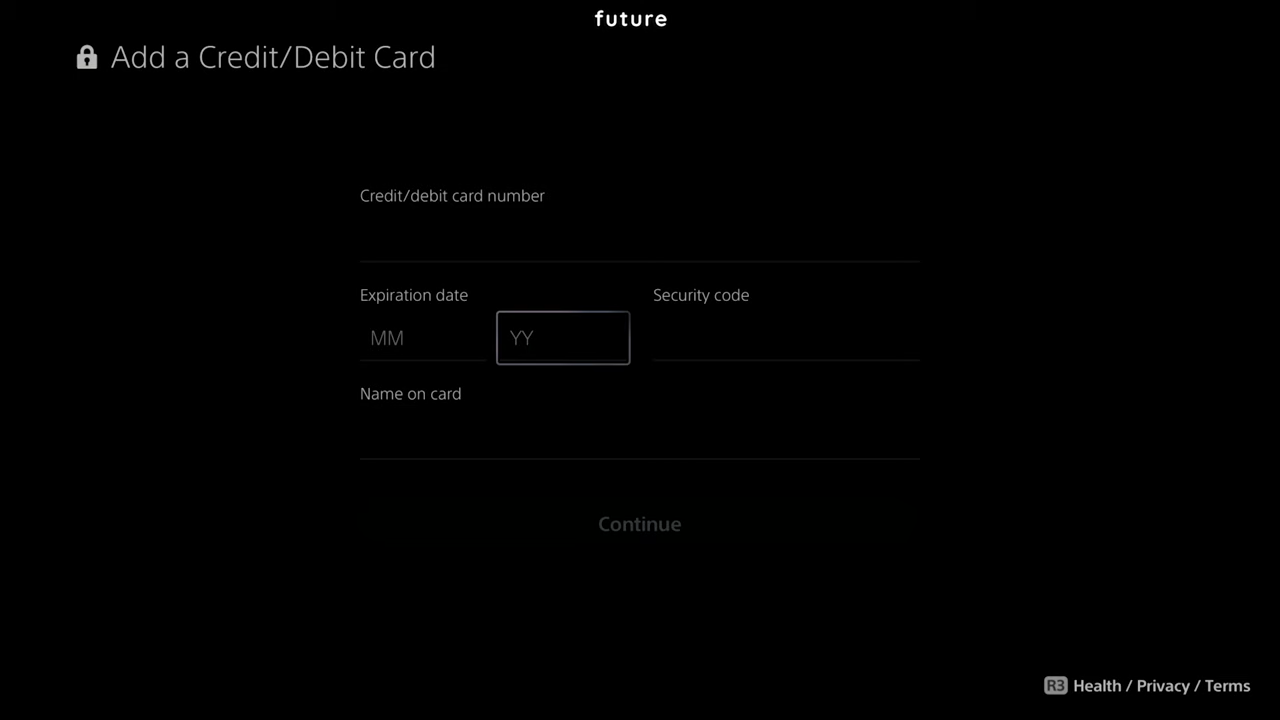 future
Add a Credit/Debit Card
Credit/debit card number
Expiration date
Security code
MM
YY
Name on card
Continue
R3 Health / Privacy / Terms